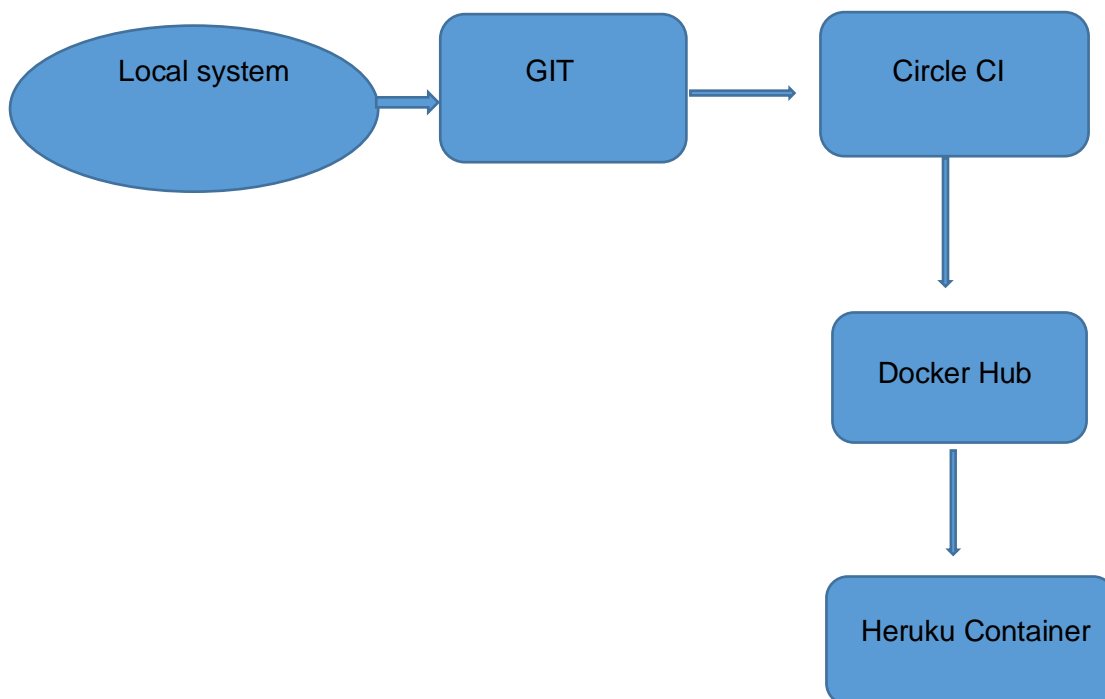 Local system
GIT
Circle CI
Docker Hub
Heruku Container